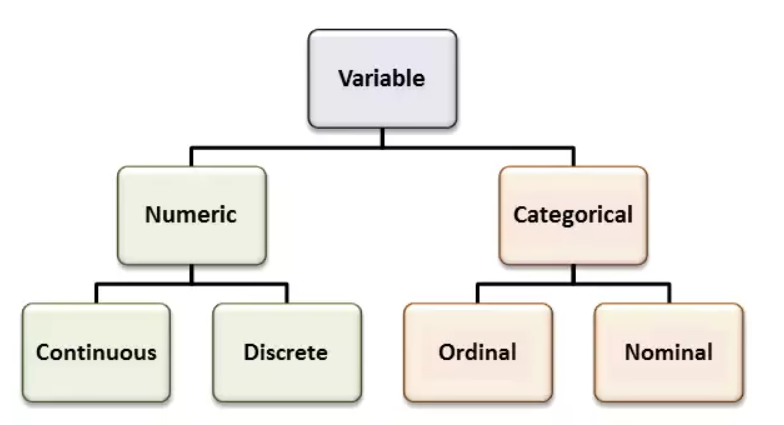 Variable
Numeric
Categorical
Continuous
Discrete
Ordinal
Nominal